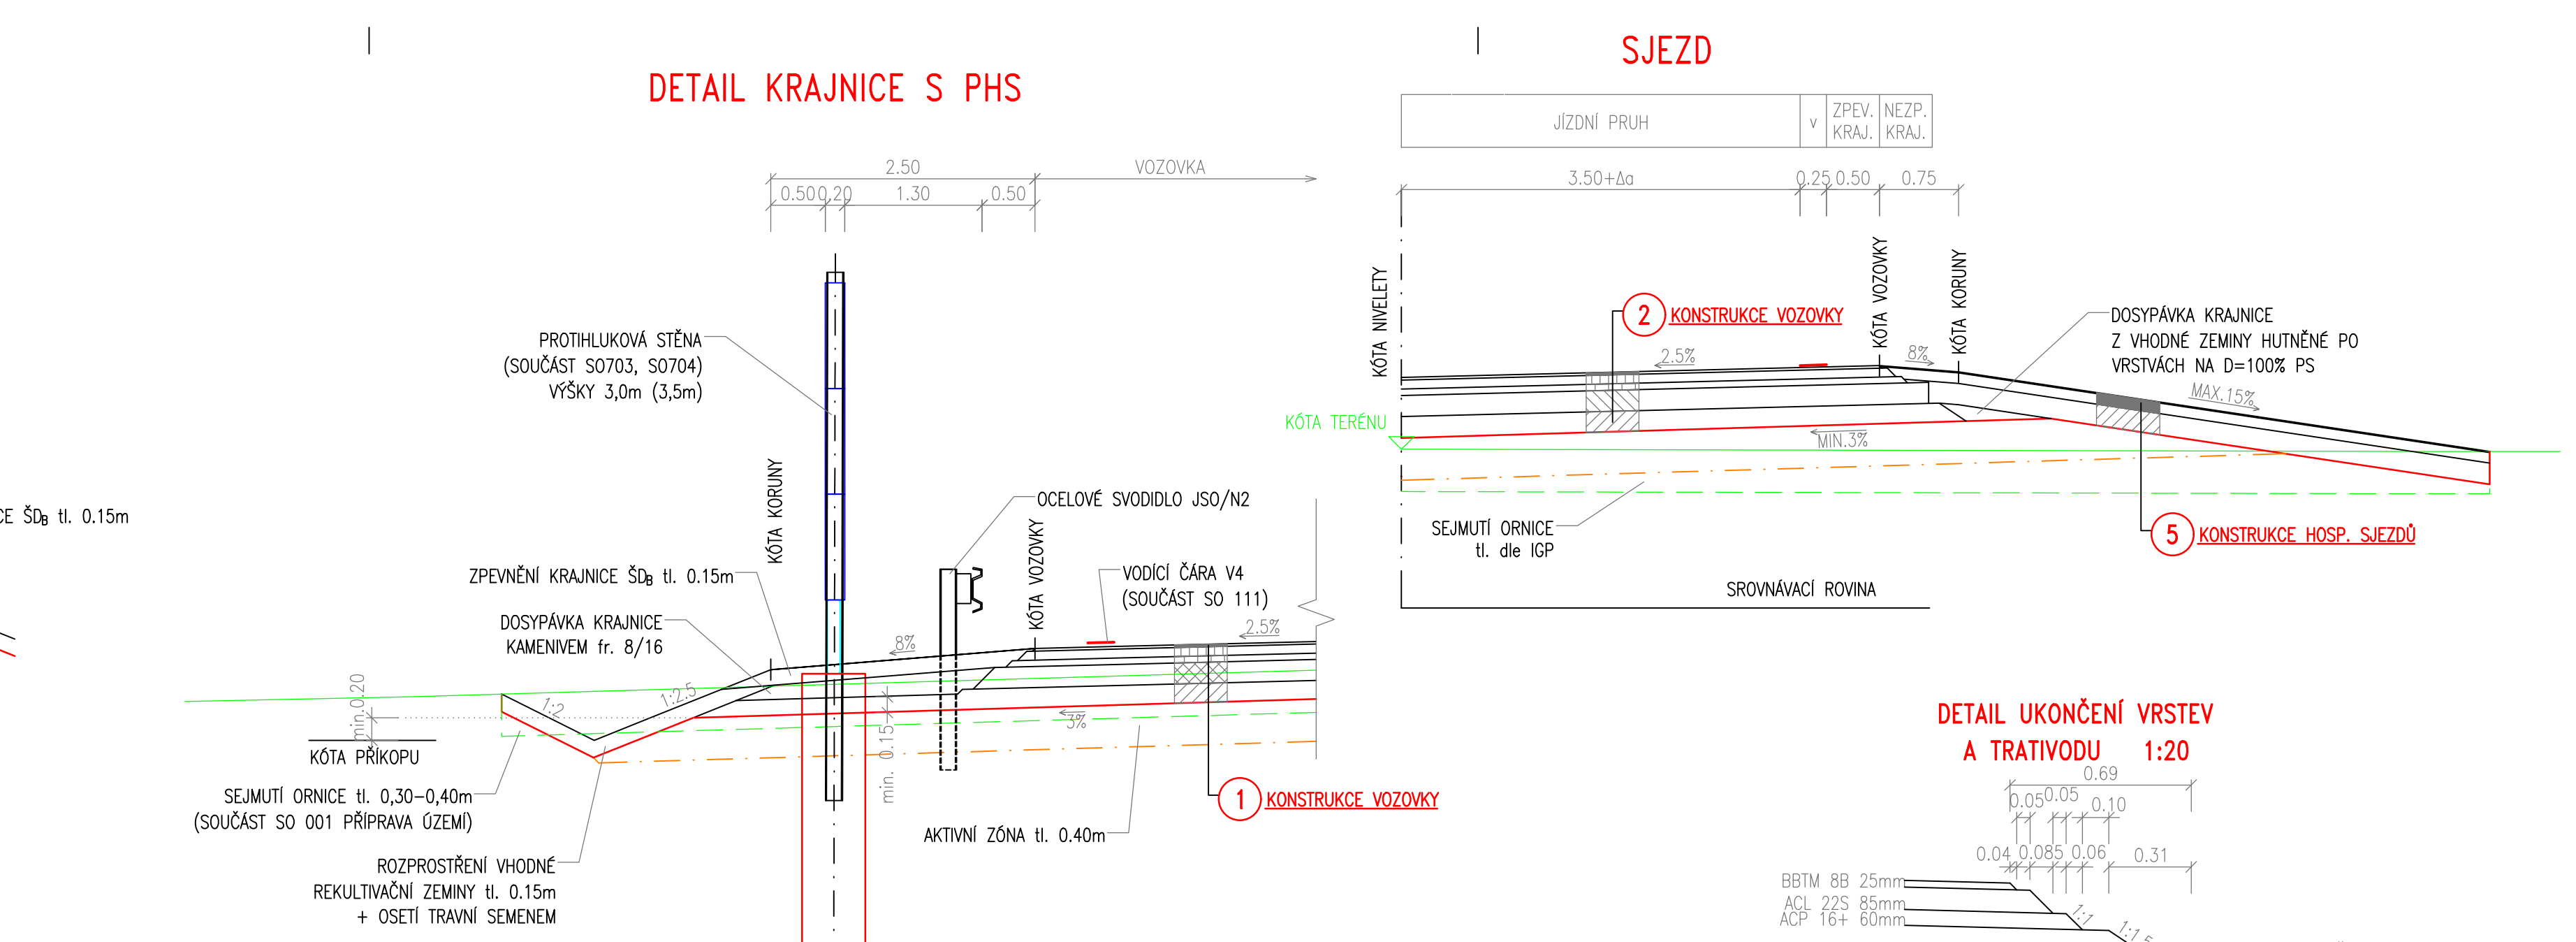 DETAIL KRAJNICE S PHS
2.50
VOZOVKA
0.50
0.20
1.30
0.50
PROTIHLUKOVÁ STĚNA
(SOUČÁST SO703, SO704)
VÝŠKY 3,0m (3,5m)
KÓTA KORUNY
OCELOVÉ SVODIDLO JSO/N2
KÓTA VOZOVKY
CE ŠDB tl. 0.15m
ZPEVNĚNÍ KRAJNICE ŠDB tl. 0.15m
VODÍCÍ ČÁRA V4
(SOUČÁST SO 111)
DOSYPÁVKA KRAJNICE
KAMENIVEM fr. 8/16
8%
2.5%
min.0.20
1:2
1:2.5
3%
min. 0.15
KÓTA PŘÍKOPU
SEJMUTÍ ORNICE tl. 0,30-0,40m
(SOUČÁST SO 001 PŘÍPRAVA ÚZEMÍ)
1 KONSTRUKCE VOZOVKY
AKTIVNÍ ZÓNA tl. 0.40m
ROZPROSTŘENÍ VHODNÉ
REKULTIVAČNÍ ZEMINY tl. 0.15m
+ OSETÍ TRAVNÍ SEMENEM
SJEZD
JÍZDNÍ PRUH
v
ZPEV.
KRAJ.
NEZP.
KRAJ.
3.50+Δa
0.25
0.50
0.75
KÓTA NIVELETY
KÓTA VOZOVKY
KÓTA KORUNY
2 KONSTRUKCE VOZOVKY
DOSYPÁVKA KRAJNICE
Z VHODNÉ ZEMINY HUTNĚNÉ PO
VRSTVÁCH NA D=100% PS
2.5%
8%
MAX.15%
KÓTA TERÉNU
MIN.3%
SEJMUTÍ ORNICE
tl. dle IGP
5 KONSTRUKCE HOSP. SJEZDŮ
SROVNÁVACÍ ROVINA
DETAIL UKONČENÍ VRSTEV
A TRATIVODU 1:20
0.69
0.05
0.05
0.10
0.04
0.085
0.06
0.31
BBTM 8B 25mm
ACL 22S 85mm
ACP 16+ 60mm
1:1